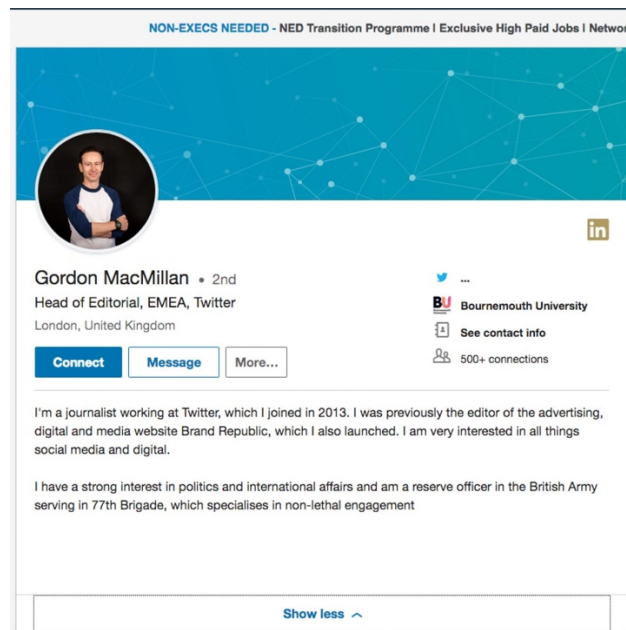 NON-EXECS NEEDED - NED Transition Programme | Exclusive High Paid Jobs | Networ
in
Gordon MacMillan • 2nd
Head of Editorial, EMEA, Twitter
London, United Kingdom
Connect
Message
More...
...
BU Bournemouth University
See contact info
500+ connections
I'm a journalist working at Twitter, which I joined in 2013. I was previously the editor of the advertising,
digital and media website Brand Republic, which I also launched. I am very interested in all things
social media and digital.
I have a strong interest in politics and international affairs and am a reserve officer in the British Army
serving in 77th Brigade, which specialises in non-lethal engagement
Show less